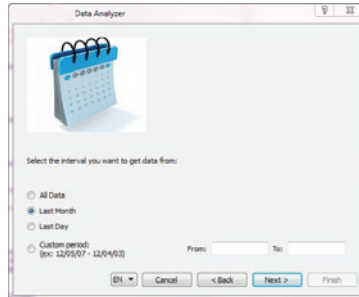 Data Analyzer
Select the interval you want to get data from:
All Data
Last Month
Last Day
Custom period:
(ex: 12/05/07 - 12/04/03)
From: To:
EN Cancel < Back Next > Finish